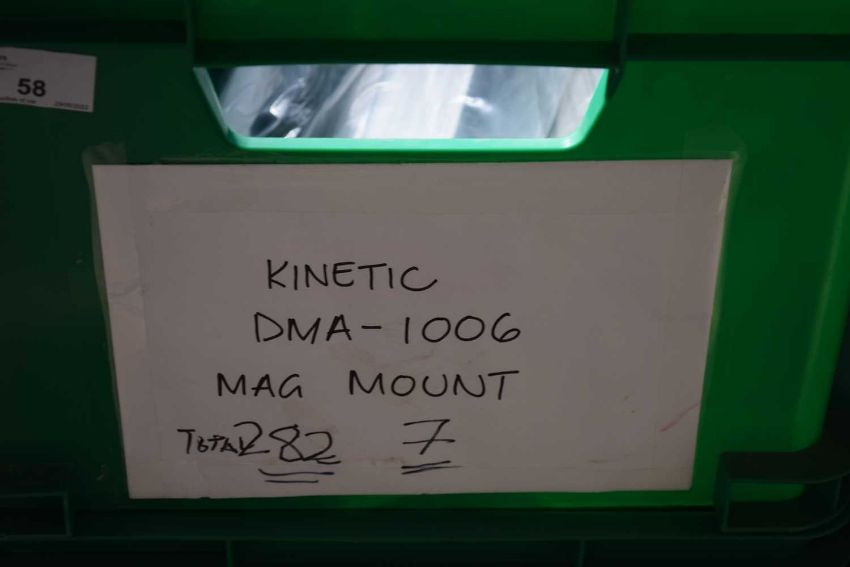 58
KINETIC
DMA-1006
MAG MOUNT
TOTAL 282 7